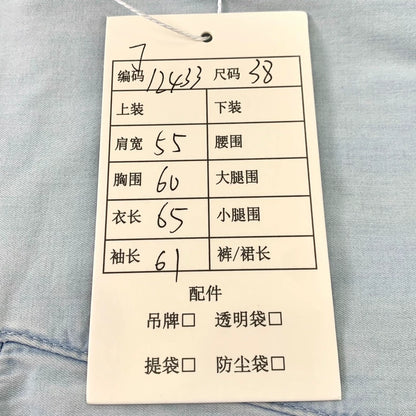 编码 12433 尺码 38
上装 下装
肩宽 55 腰围
胸围 60 大腿围
衣长 65 小腿围
袖长 61 裤/裙长
配件
吊牌□ 透明袋□
提袋□ 防尘袋□